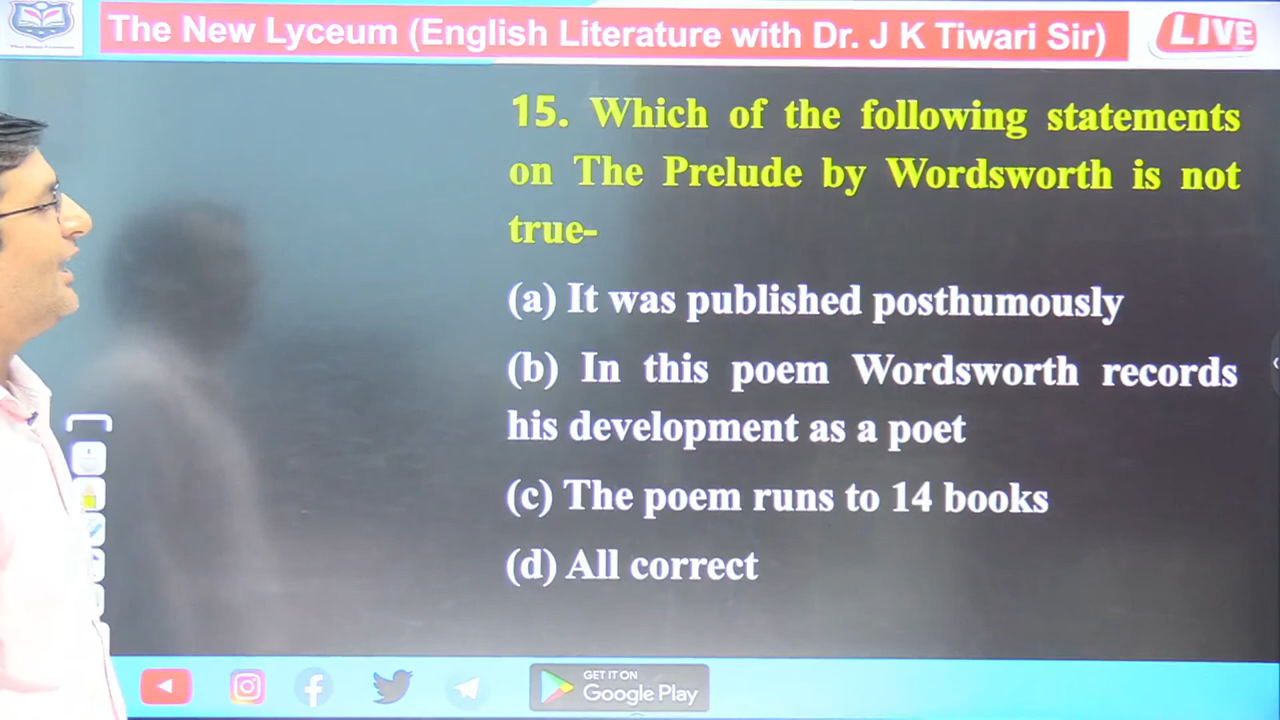 The New Lyceum (English Literature with Dr. J K Tiwari Sir)
LIVE
15. Which of the following statements
on The Prelude by Wordsworth is not
true-
(a) It was published posthumously
(b) In this poem Wordsworth records
his development as a poet
(c) The poem runs to 14 books
(d) All correct
GET IT ON
Google Play